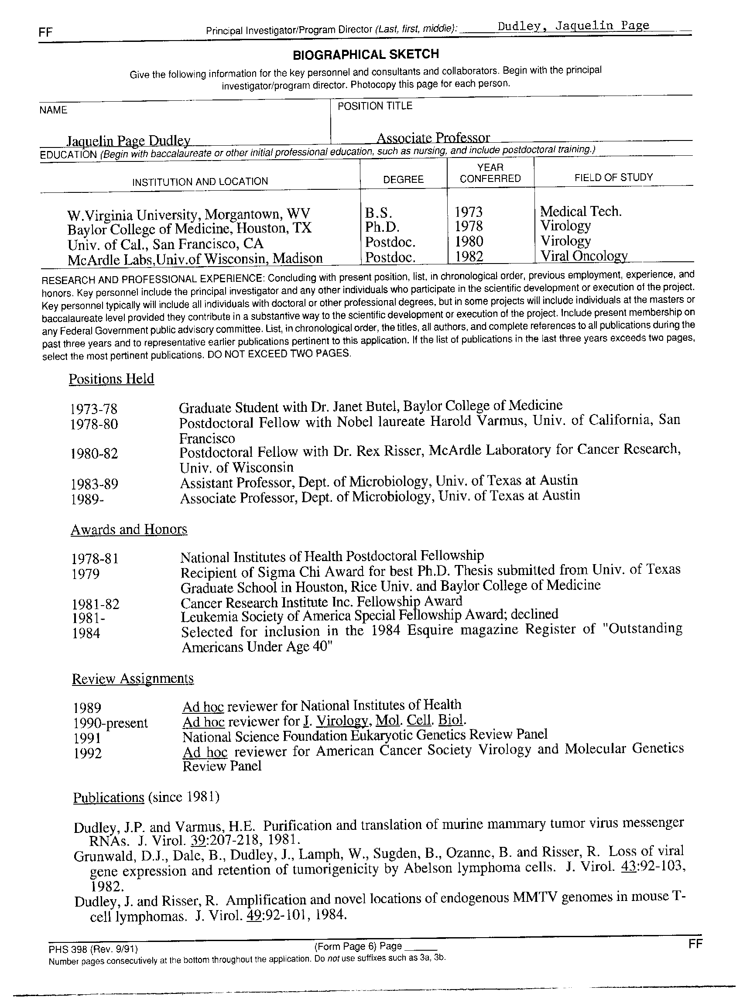 FF
Principal Investigator/Program Director (Last, first, middie): Dudley, Jaquelin Page
BIOGRAPHICAL SKETCH
Give the following information for the key personnel and consultants and collaborators. Begin with the principal
investigator/program director. Photocopy this page for each person.
NAME
POSITION TITLE
Jaquelin Page Dudley
Associate Professor
EDUCATION (Begin with baccalaureate or other initial professional education, such as nursing, and include postdoctoral training.)
INSTITUTION AND LOCATION DEGREE YEAR CONFERRED FIELD OF STUDY
W.Virginia University, Morgantown, WV B.S. 1973 Medical Tech.
Baylor College of Medicine, Houston, TX Ph.D. 1978 Virology
Univ. of Cal., San Francisco, CA Postdoc. 1980 Virology
McArdle Labs,Univ.of Wisconsin, Madison Postdoc. 1982 Viral Oncology
RESEARCH AND PROFESSIONAL EXPERIENCE: Concluding with present position, list, in chronological order, previous employment, experience, and
honors. Key personnel include the principal investigator and any other individuals who participate in the scientific development or execution of the project.
Key personnel typically will include all individuals with doctoral or other professional degrees, but in some projects will include individuals at the masters or
baccalaureate level provided they contribute in a substantive way to the scientific development or execution of the project. Include present membership on
any Federal Government public advisory committee. List, in chronological order, the titles, all authors, and complete references to all publications during the
past three years and to representative earlier publications pertinent to this application. If the list of publications in the last three years exceeds two pages,
select the most pertinent publications. DO NOT EXCEED TWO PAGES.
Positions Held
1973-78 Graduate Student with Dr. Janet Butel, Baylor College of Medicine
1978-80 Postdoctoral Fellow with Nobel laureate Harold Varmus, Univ. of California, San
Francisco
1980-82 Postdoctoral Fellow with Dr. Rex Risser, McArdle Laboratory for Cancer Research,
Univ. of Wisconsin
1983-89 Assistant Professor, Dept. of Microbiology, Univ. of Texas at Austin
1989- Associate Professor, Dept. of Microbiology, Univ. of Texas at Austin
Awards and Honors
1978-81 National Institutes of Health Postdoctoral Fellowship
1979 Recipient of Sigma Chi Award for best Ph.D. Thesis submitted from Univ. of Texas
Graduate School in Houston, Rice Univ. and Baylor College of Medicine
1981-82 Cancer Research Institute Inc. Fellowship Award
1981- Leukemia Society of America Special Fellowship Award; declined
1984 Selected for inclusion in the 1984 Esquire magazine Register of "Outstanding
Americans Under Age 40"
Review Assignments
1989 Ad hoc reviewer for National Institutes of Health
1990-present Ad hoc reviewer for J. Virology, Mol. Cell. Biol.
1991 National Science Foundation Eukaryotic Genetics Review Panel
1992 Ad hoc reviewer for American Cancer Society Virology and Molecular Genetics
Review Panel
Publications (since 1981)
Dudley, J.P. and Varmus, H.E. Purification and translation of murine mammary tumor virus messenger
RNAs. J. Virol. 39:207-218, 1981.
Grunwald, D.J., Dale, B., Dudley, J., Lamph, W., Sugden, B., Ozanne, B. and Risser, R. Loss of viral
gene expression and retention of tumorigenicity by Abelson lymphoma cells. J. Virol. 43:92-103,
1982.
Dudley, J. and Risser, R. Amplification and novel locations of endogenous MMTV genomes in mouse T-
cell lymphomas. J. Virol. 49:92-101, 1984.
PHS 398 (Rev. 9/91) (Form Page 6) Page FF
Number pages consecutively at the bottom throughout the application. Do not use suffixes such as 3a, 3b.